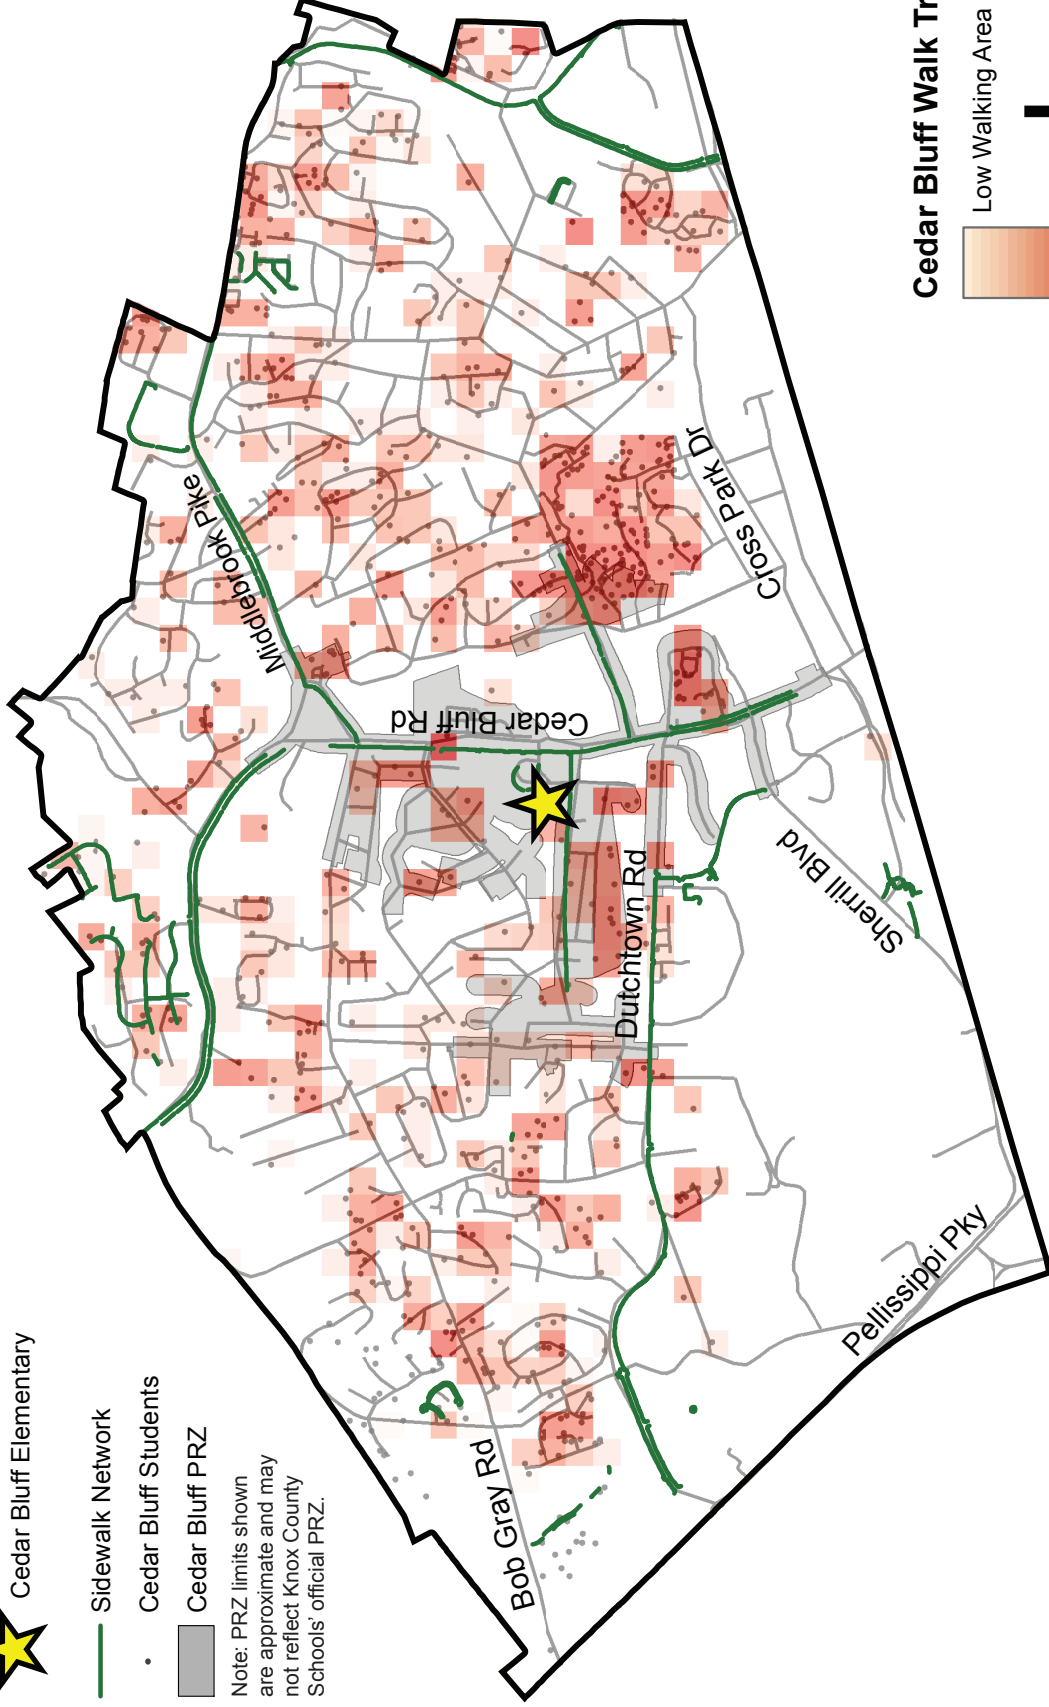 Cedar Bluff Elementary
Sidewalk Network
Cedar Bluff Students
Cedar Bluff PRZ
Note: PRZ limits shown
are approximate and may
not reflect Knox County
Schools' official PRZ.
Middlebrook Pike
Cedar Bluff Rd
Cross Park Dr
Dutchtown Rd
Sherrill Blvd
Bob Gray Rd
Pellissippi Pky
Cedar Bluff Walk Tr
Low Walking Area